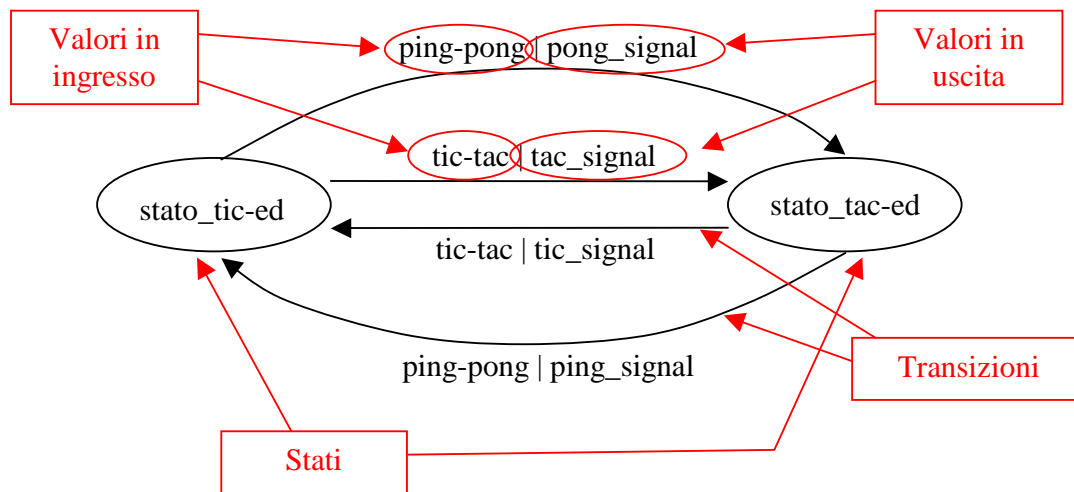 Valori in
ingresso
ping-pong | pong_signal
Valori in
uscita
tic-tac | tac_signal
stato_tic-ed
stato_tac-ed
tic-tac | tic_signal
ping-pong | ping_signal
Transizioni
Stati